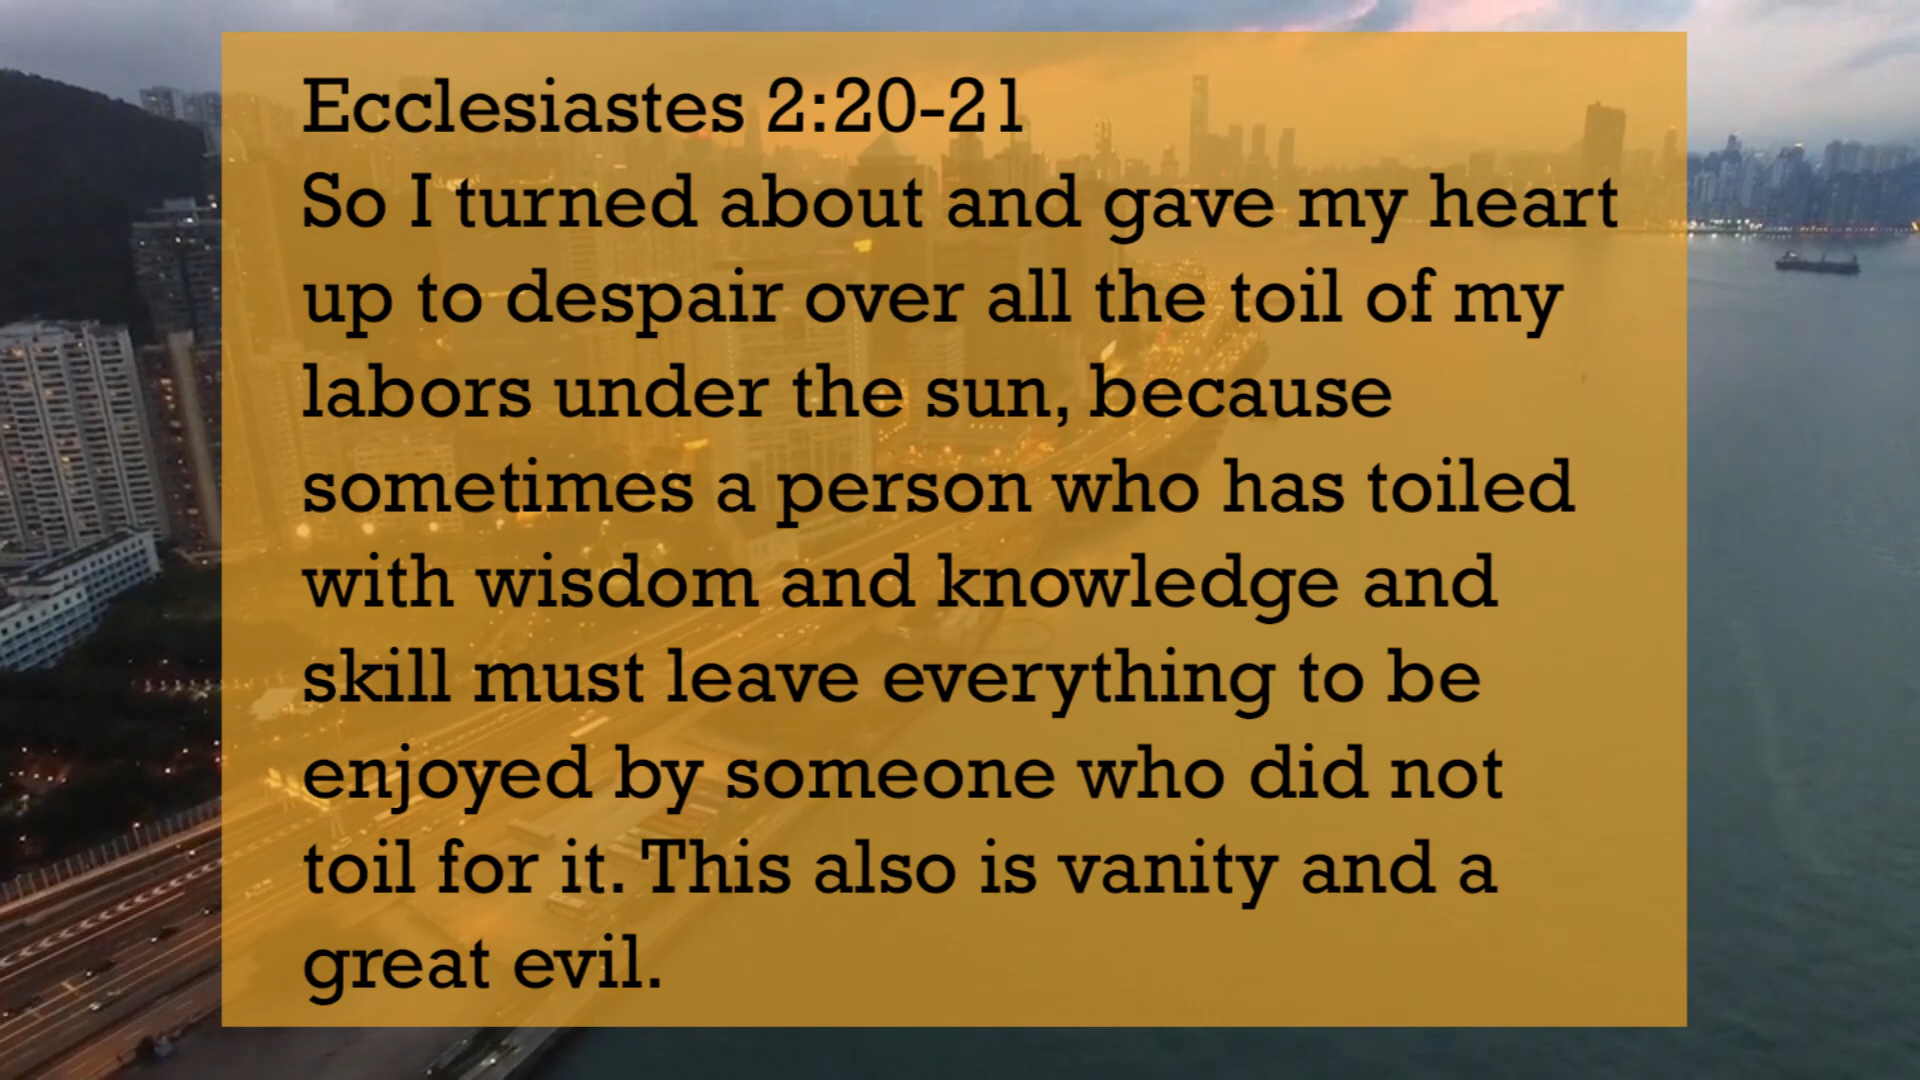 Ecclesiastes 2:20-21
So I turned about and gave my heart
up to despair over all the toil of my
labors under the sun, because
sometimes a person who has toiled
with wisdom and knowledge and
skill must leave everything to be
enjoyed by someone who did not
toil for it. This also is vanity and a
great evil.